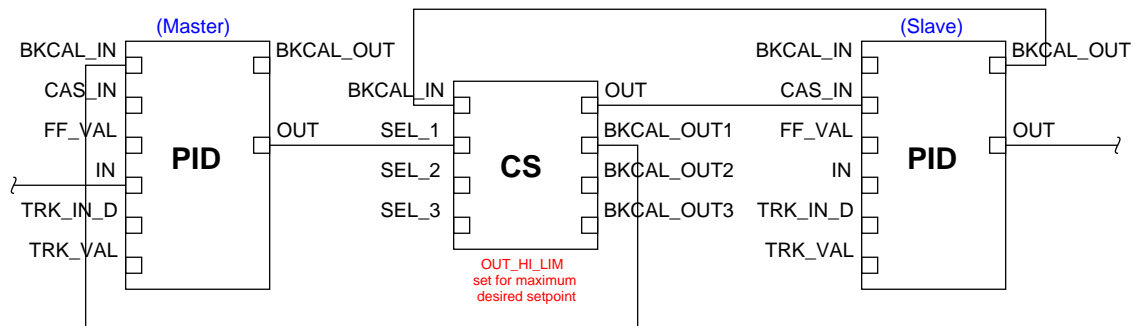 (Master)
BKCAL_IN
BKCAL_OUT
CAS_IN
FF_VAL
OUT
IN
PID
TRK_IN_D
TRK_VAL
BKCAL_IN
OUT
SEL_1
BKCAL_OUT1
SEL_2
CS
BKCAL_OUT2
SEL_3
BKCAL_OUT3
OUT_HI_LIM
set for maximum
desired setpoint
(Slave)
BKCAL_IN
BKCAL_OUT
CAS_IN
FF_VAL
OUT
IN
PID
TRK_IN_D
TRK_VAL